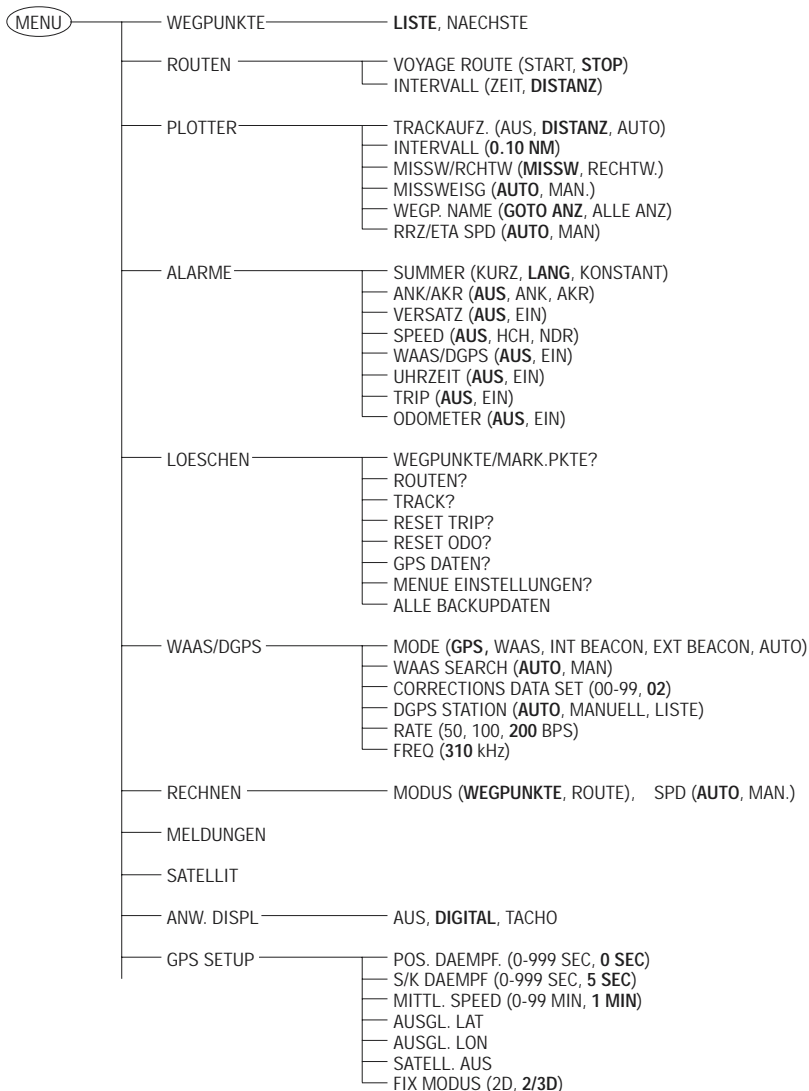 MENU
WEGPUNKTE LISTE, NAECHSTE
ROUTEN VOYAGE ROUTE (START, STOP)
INTERVALL (ZEIT, DISTANZ)
PLOTTER TRACKAUFZ. (AUS, DISTANZ, AUTO)
INTERVALL (0.10 NM)
MISSW/RCHTW (MISSW, RECHTW.)
MISSWEISG (AUTO, MAN.)
WEGP. NAME (GOTO ANZ, ALLE ANZ)
RRZ/ETA SPD (AUTO, MAN)
ALARME SUMMER (KURZ, LANG, KONSTANT)
ANK/AKR (AUS, ANK, AKR)
VERSATZ (AUS, EIN)
SPEED (AUS, HCH, NDR)
WAAS/DGPS (AUS, EIN)
UHRZEIT (AUS, EIN)
TRIP (AUS, EIN)
ODOMETER (AUS, EIN)
LOESCHEN WEGPUNKTE/MARK.PKTE?
ROUTEN?
TRACK?
RESET TRIP?
RESET ODO?
GPS DATEN?
MENUE EINSTELLUNGEN?
ALLE BACKUPDATEN
WAAS/DGPS MODE (GPS, WAAS, INT BEACON, EXT BEACON, AUTO)
WAAS SEARCH (AUTO, MAN)
CORRECTIONS DATA SET (00-99, 02)
DGPS STATION (AUTO, MANUELL, LISTE)
RATE (50, 100, 200 BPS)
FREQ (310 kHz)
RECHNEN MODUS (WEGPUNKTE, ROUTE), SPD (AUTO, MAN.)
MELDUNGEN
SATELLIT
ANW. DISPL AUS, DIGITAL, TACHO
GPS SETUP POS. DAEMPF. (0-999 SEC, 0 SEC)
S/K DAEMPF (0-999 SEC, 5 SEC)
MITTL. SPEED (0-99 MIN, 1 MIN)
AUSGL. LAT
AUSGL. LON
SATELL. AUS
FIX MODUS (2D, 2/3D)